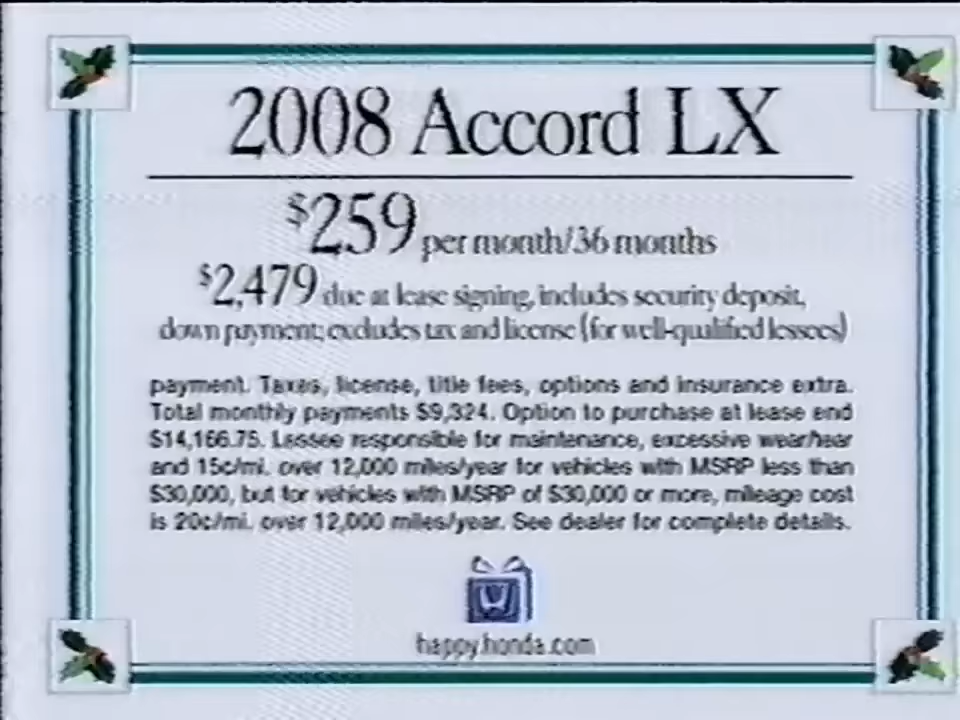 2008 Accord LX
$259 per month/36 months
$2,479 due at lease signing, includes security deposit,
down payment; excludes tax and license (for well-qualified lessees)
payment. Taxes, license, title fees, options and insurance extra.
Total monthly payments $9,324. Option to purchase at lease end
$14,166.75. Lessee responsible for maintenance, excessive wear/tear
and 15¢/mi. over 12,000 miles/year for vehicles with MSRP less than
$30,000, but for vehicles with MSRP of $30,000 or more, mileage cost
is 20¢/mi. over 12,000 miles/year. See dealer for complete details.
happy.honda.com